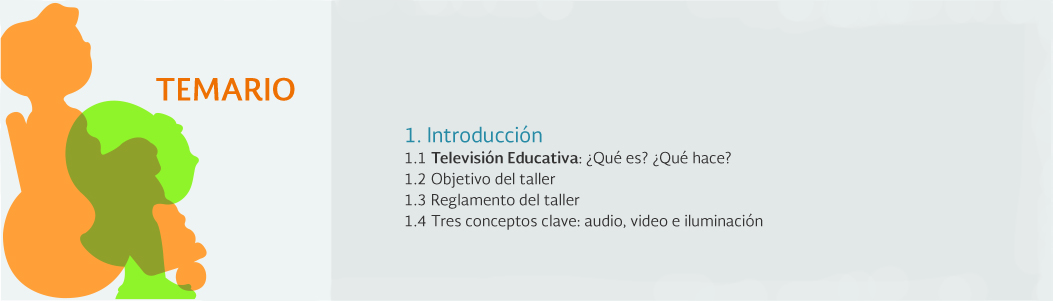 TEMARIO
1. Introducción
1.1 Televisión Educativa: ¿Qué es? ¿Qué hace?
1.2 Objetivo del taller
1.3 Reglamento del taller
1.4 Tres conceptos clave: audio, video e iluminación